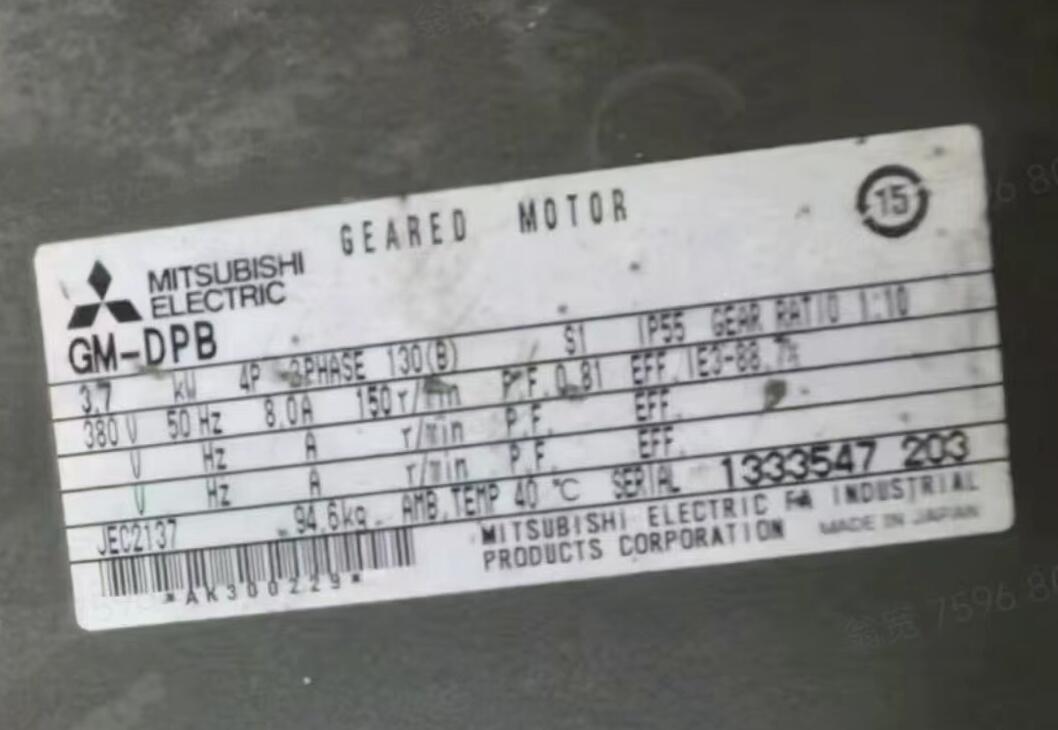 GEARED MOTOR
15
MITSUBISHI
ELECTRIC
GM-DPB
3.7 kW 4P 3PHASE 130(B) S1 IP55 GEAR RATIO 1:10
380 V 50 Hz 8.0A 150 r/min P.F. 0.81 EFF. IE3-88.7%
V Hz A r/min P.F. EFF.
V Hz A r/min P.F. EFF.
JEC2137 94.6kg AMB.TEMP 40 ℃ SERIAL 1333547 203
*AK300229*
MITSUBISHI ELECTRIC FA INDUSTRIAL
PRODUCTS CORPORATION MADE IN JAPAN
翁宽 7596